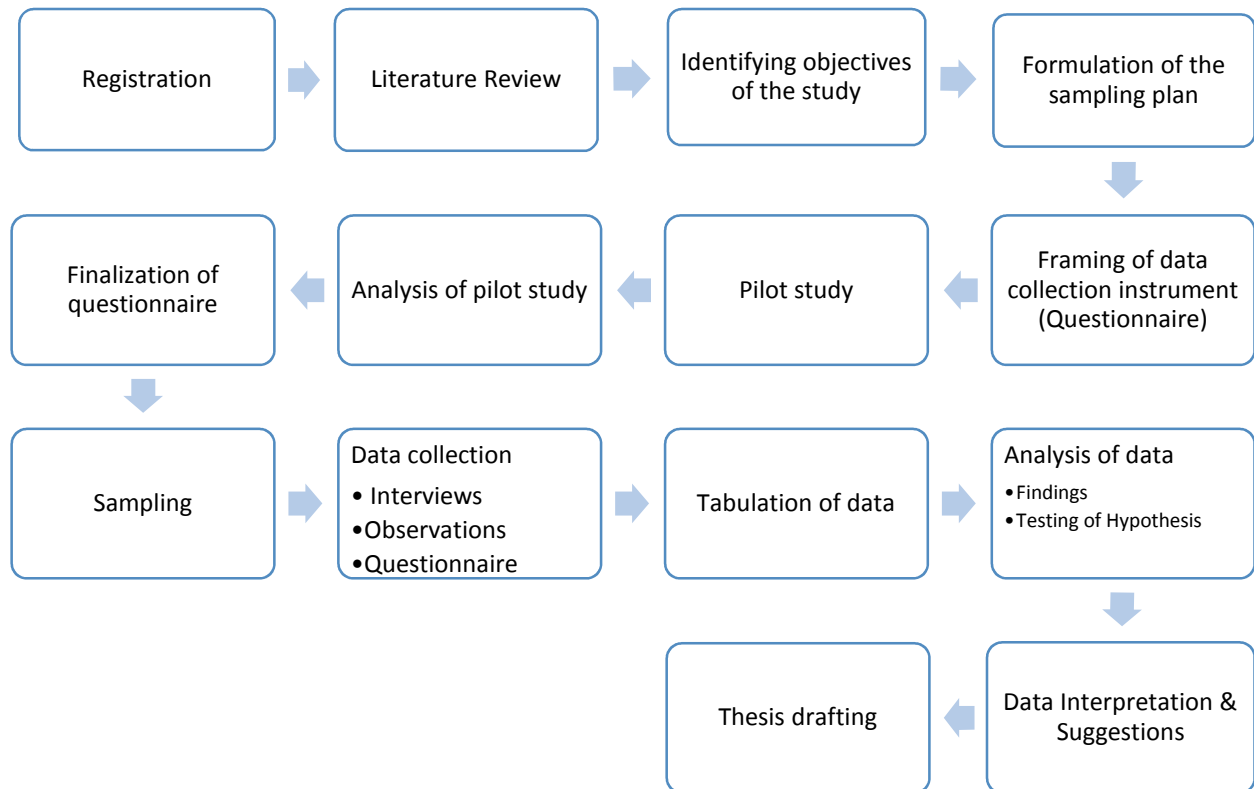 Registration
Literature Review
Identifying objectives
of the study
Formulation of the
sampling plan
Framing of data
collection instrument
(Questionnaire)
Pilot study
Analysis of pilot study
Finalization of
questionnaire
Sampling
Data collection
• Interviews
•Observations
•Questionnaire
Tabulation of data
Analysis of data
•Findings
•Testing of Hypothesis
Data Interpretation &
Suggestions
Thesis drafting